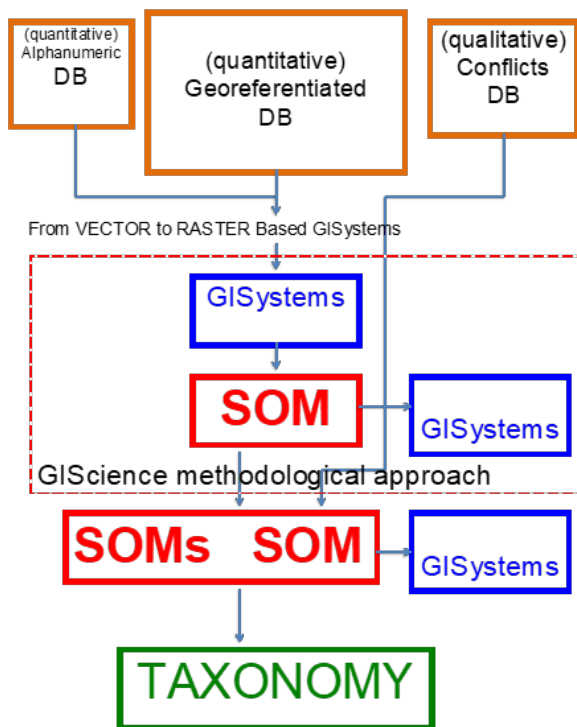 (quantitative)
Alphanumeric
DB
(quantitative)
Georeferentiated
DB
(qualitative)
Conflicts
DB
From VECTOR to RASTER Based GISystems
GISystems
SOM
GISystems
GIScience methodological approach
SOMs SOM
GISystems
TAXONOMY